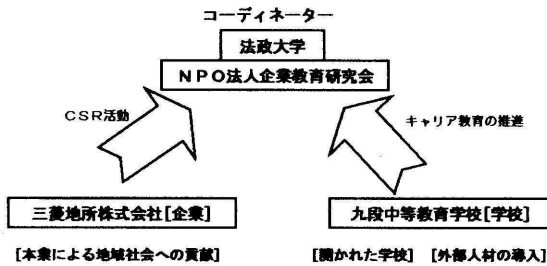 コーディネーター
法政大学
NPO法人企業教育研究会
CSR活動
キャリア教育の推進
三菱地所株式会社[企業]
九段中等教育学校[学校]
[本業による地域社会への貢献]
[開かれた学校] [外部人材の導入]